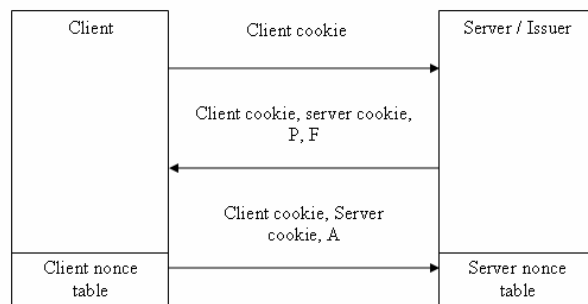 Client
Client cookie
Server / Issuer
Client cookie, server cookie,
P, F
Client cookie, Server
cookie, A
Client nonce
table
Server nonce
table